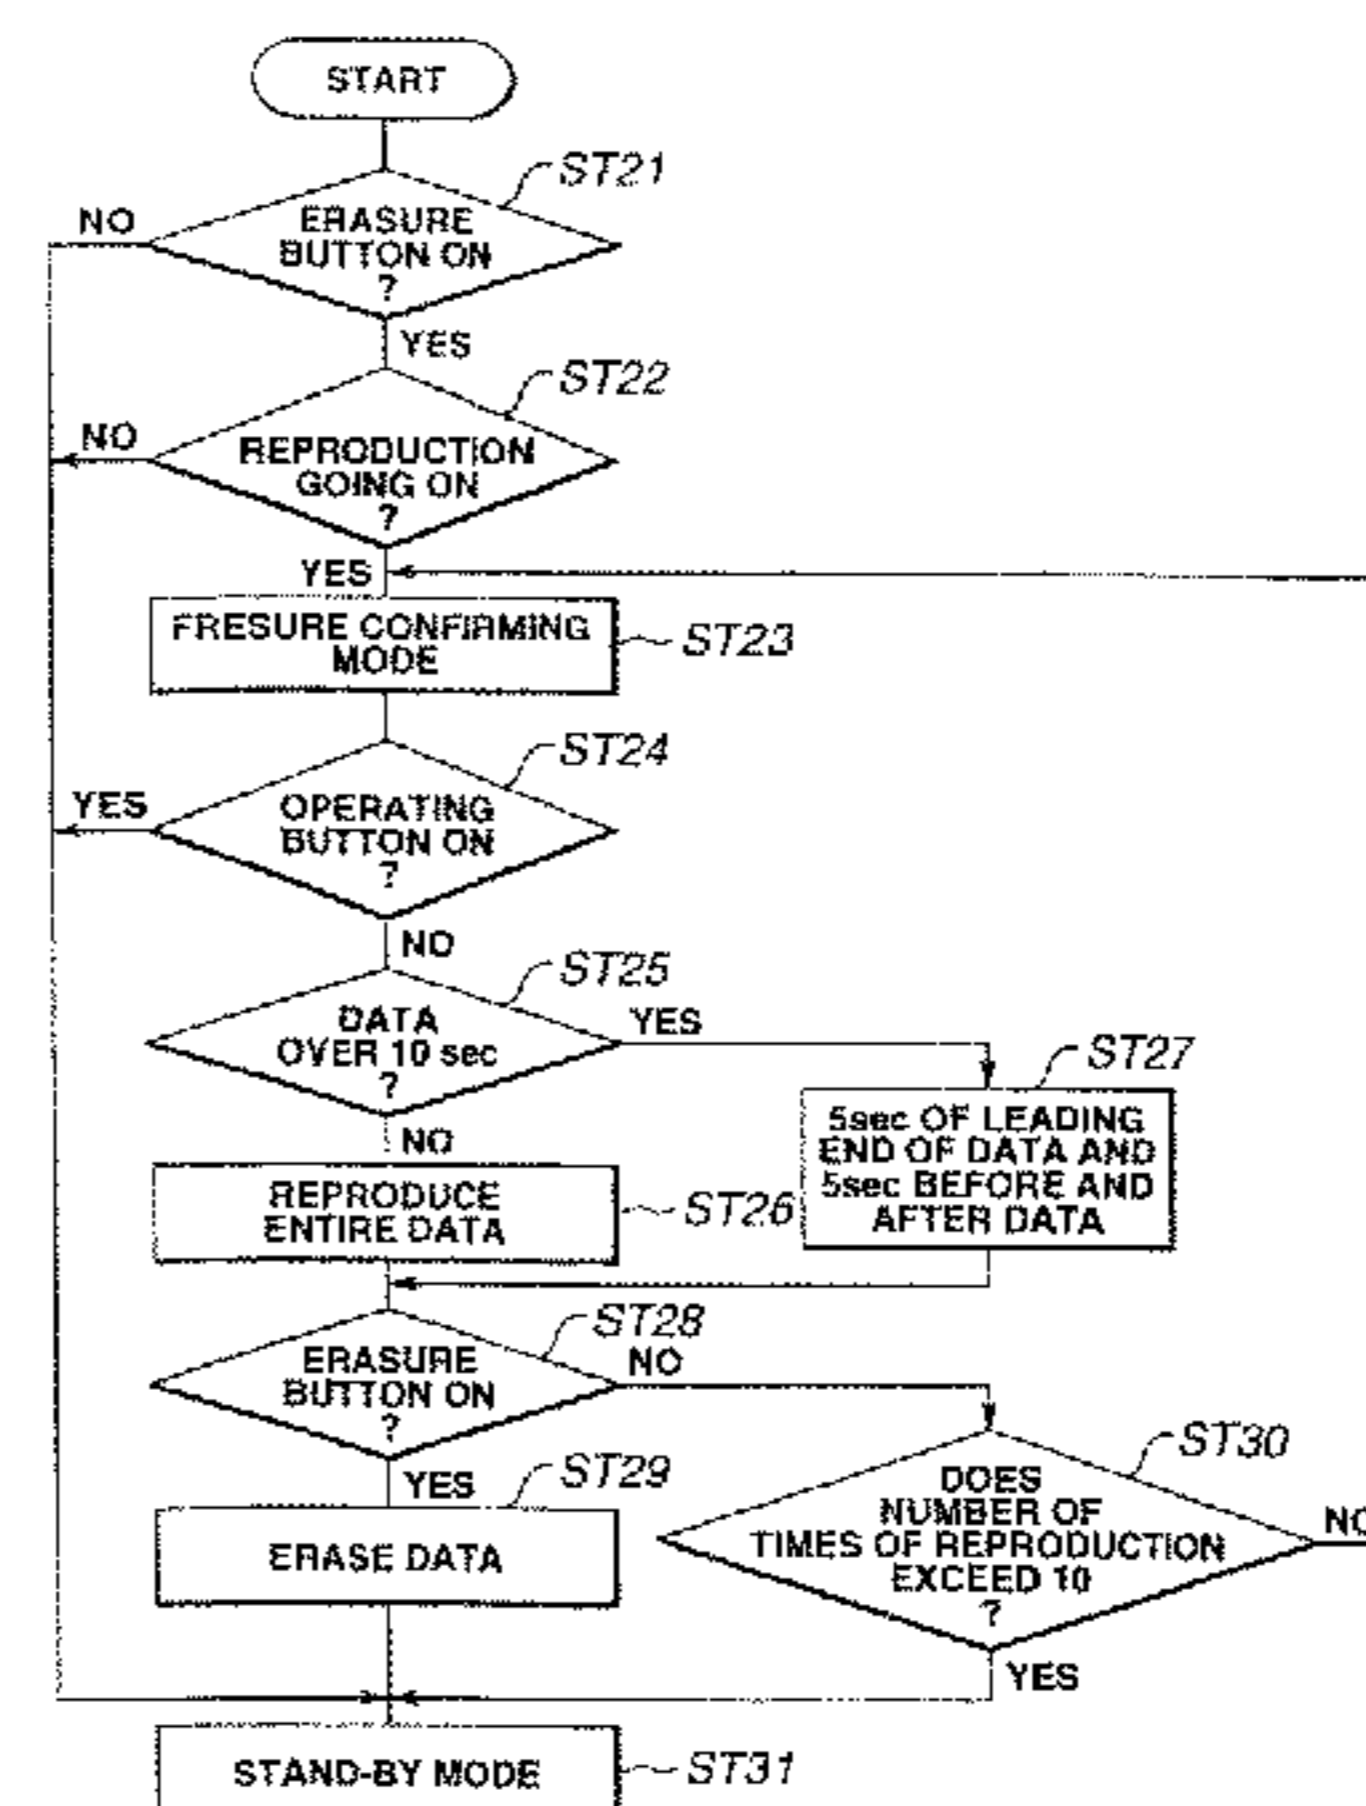 START
ST21
NO
ERASURE
BUTTON ON
?
YES
ST22
NO
REPRODUCTION
GOING ON
?
YES
FRESURE CONFIRMING
MODE
ST23
ST24
YES
OPERATING
BUTTON ON
?
NO
ST25
DATA
OVER 10 sec
?
YES
ST27
5sec OF LEADING
END OF DATA AND
5sec BEFORE AND
AFTER DATA
NO
REPRODUCE
ENTIRE DATA
ST26
ST28
ERASURE
BUTTON ON
?
NO
YES
ST29
ERASE DATA
ST30
DOES
NUMBER OF
TIMES OF REPRODUCTION
EXCEED 10
?
NO
YES
STAND-BY MODE
ST31